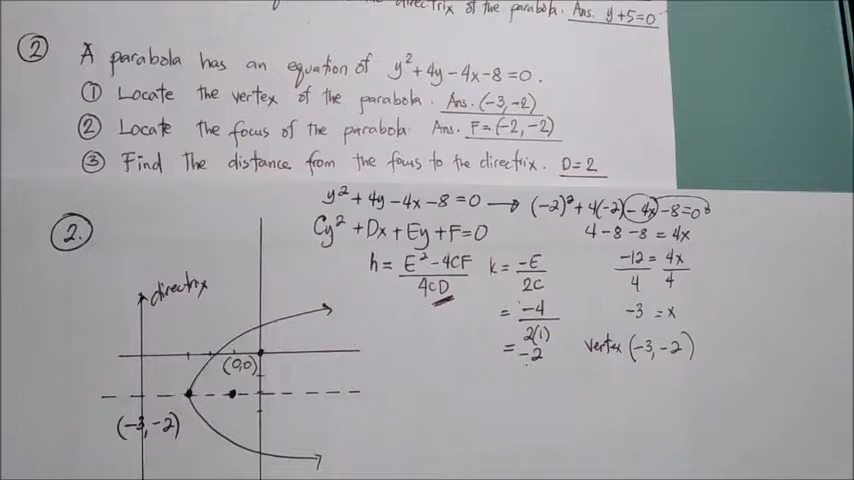 the directrix of the parabola. Ans. y+5=0
② A parabola has an equation of y²+4y-4x-8=0.
① Locate the vertex of the parabola. Ans. (-3,-2)
② Locate the focus of the parabola. Ans. F=(-2,-2)
③ Find the distance from the focus to the directrix. D=2
2.
y²+4y-4x-8=0 → (-2)²+4(-2)-4x-8=0
Cy²+Dx+Ey+F=0
4-8-8=4x
h= E²-4CF / 4CD
k= -E / 2C
-12 / 4 = 4x / 4
= -4 / 2(1)
-3 = x
= -2
vertex (-3,-2)
directrix
(0,0)
(-3,-2)